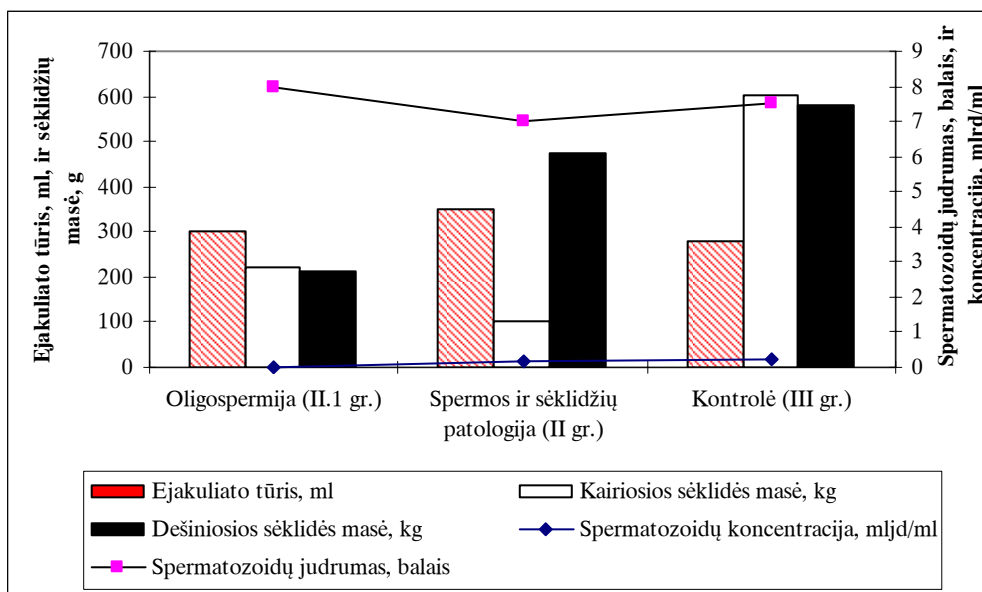 Ejakuliato tūris, ml, ir sėklidžių
masė, g
700
600
500
400
300
200
100
0
9
8
7
6
5
4
3
2
1
0
Spermatozoidų judrumas, balais, ir
koncentracija, mlrd/ml
Oligospermija (II.1 gr.)
Spermos ir sėklidžių
patologija (II gr.)
Kontrolė (III gr.)
Ejakuliato tūris, ml
Kairiosios sėklidės masė, kg
Dešiniosios sėklidės masė, kg
Spermatozoidų koncentracija, mljd/ml
Spermatozoidų judrumas, balais